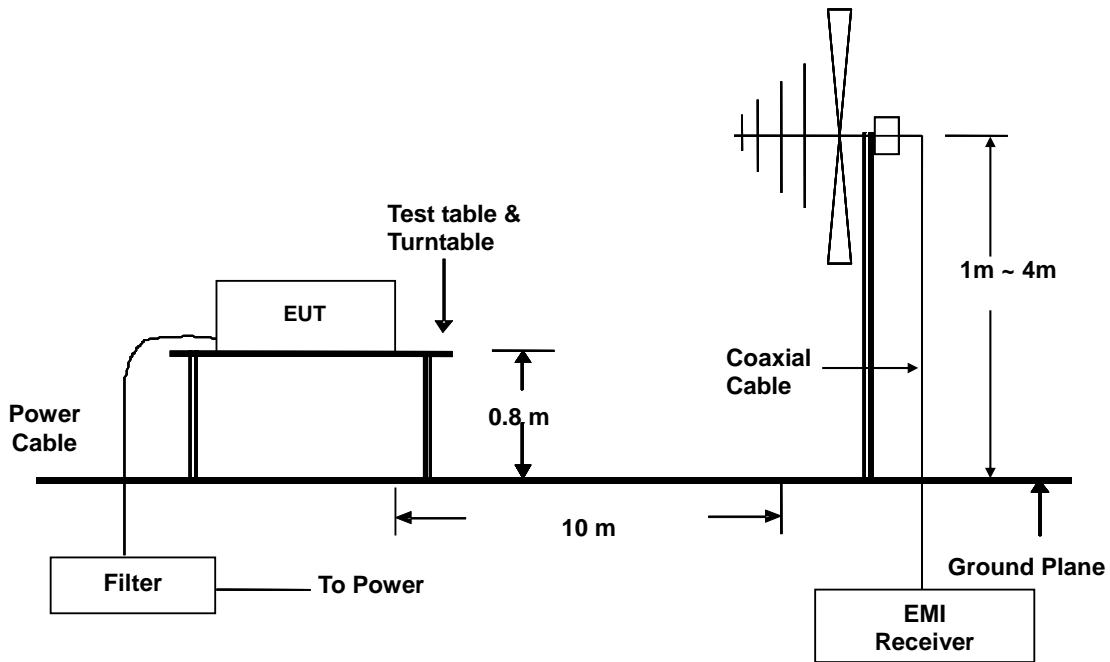 Test table &
Turntable
EUT
1m ~ 4m
Coaxial
Cable
0.8 m
Power
Cable
10 m
Ground Plane
Filter
To Power
EMI
Receiver